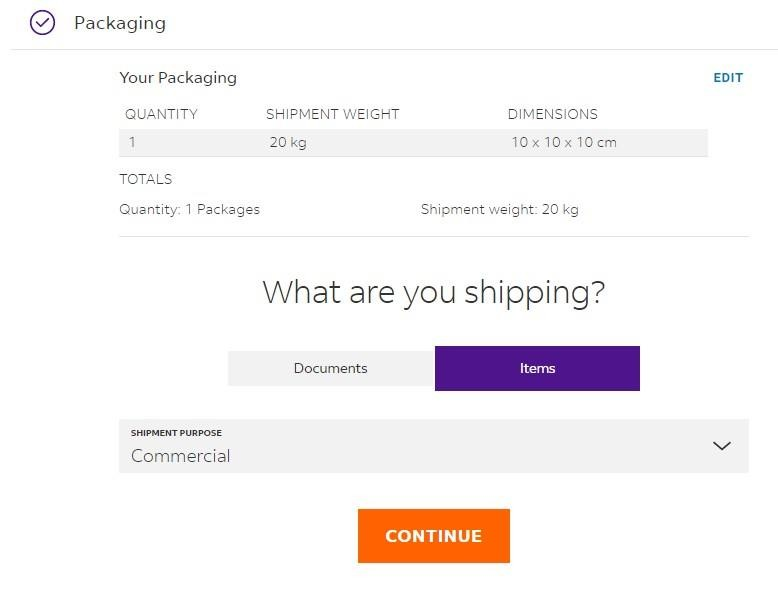 Packaging
Your Packaging EDIT
QUANTITY SHIPMENT WEIGHT DIMENSIONS
1 20 kg 10 x 10 x 10 cm
TOTALS
Quantity: 1 Packages Shipment weight: 20 kg
What are you shipping?
Documents Items
SHIPMENT PURPOSE
Commercial
CONTINUE